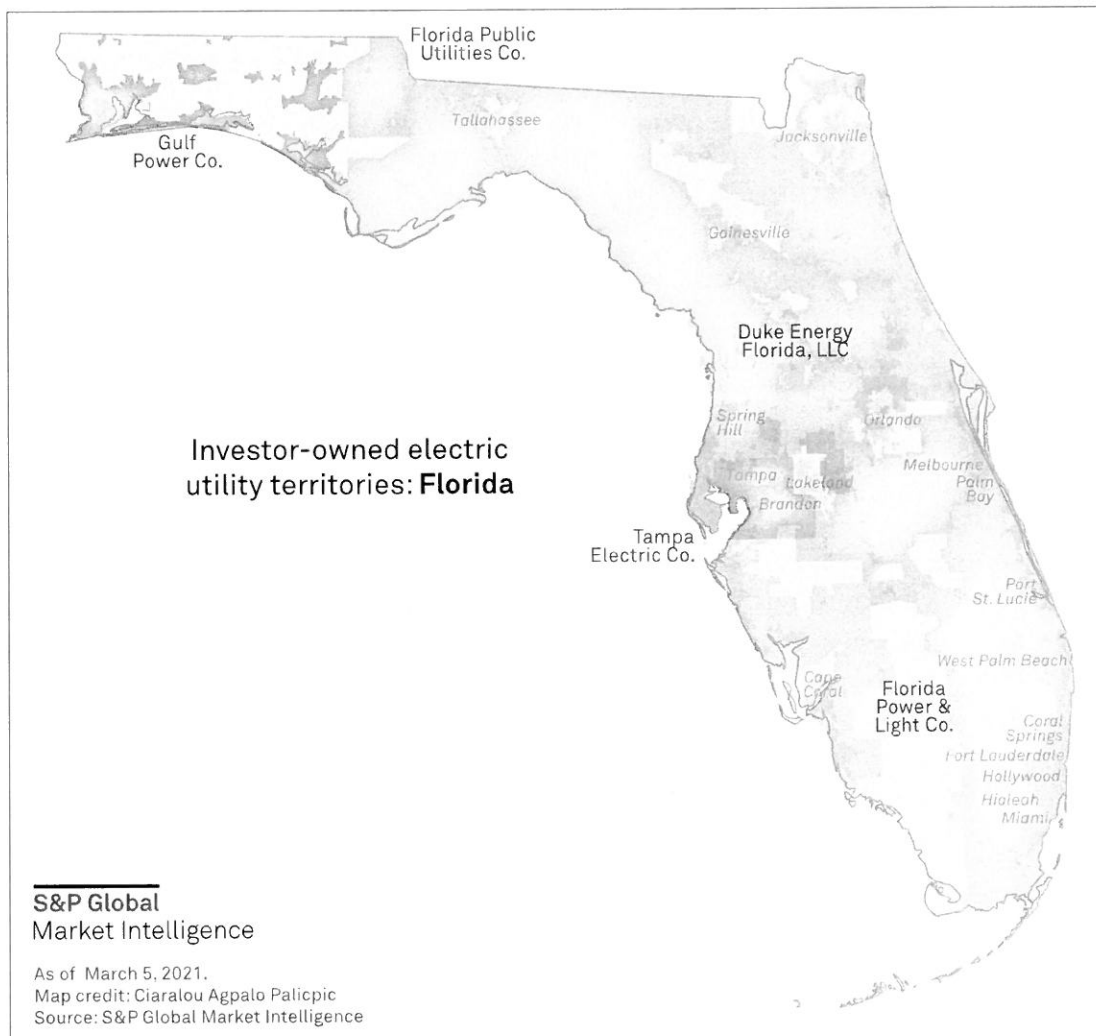 Florida Public
Utilities Co.
Tallahassee
Jacksonville
Gulf
Power Co.
Gainesville
Duke Energy
Florida, LLC
Spring
Hill
Orlando
Investor-owned electric
utility territories: Florida
Tampa
Lakeland
Melbourne
Palm
Bay
Brandon
Tampa
Electric Co.
Port
St. Lucie
West Palm Beach
Cape
Coral
Florida
Power &
Light Co.
Coral
Springs
Fort Lauderdale
Hollywood
Hialeah
Miami
S&P Global
Market Intelligence
As of March 5, 2021.
Map credit: Ciaralou Agpalo Palicpic
Source: S&P Global Market Intelligence